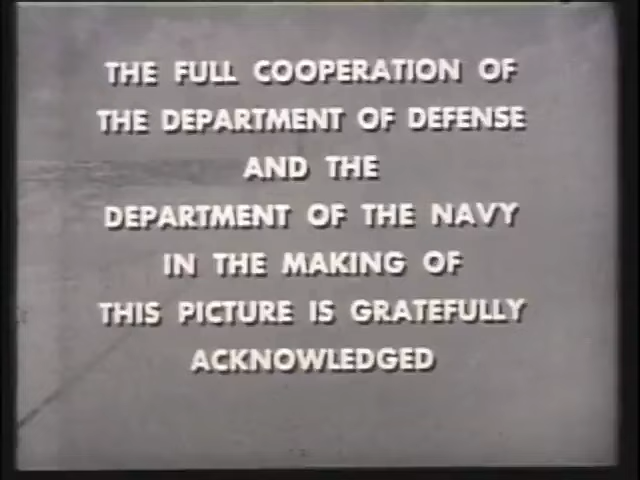 THE FULL COOPERATION OF
THE DEPARTMENT OF DEFENSE
AND THE
DEPARTMENT OF THE NAVY
IN THE MAKING OF
THIS PICTURE IS GRATEFULLY
ACKNOWLEDGED